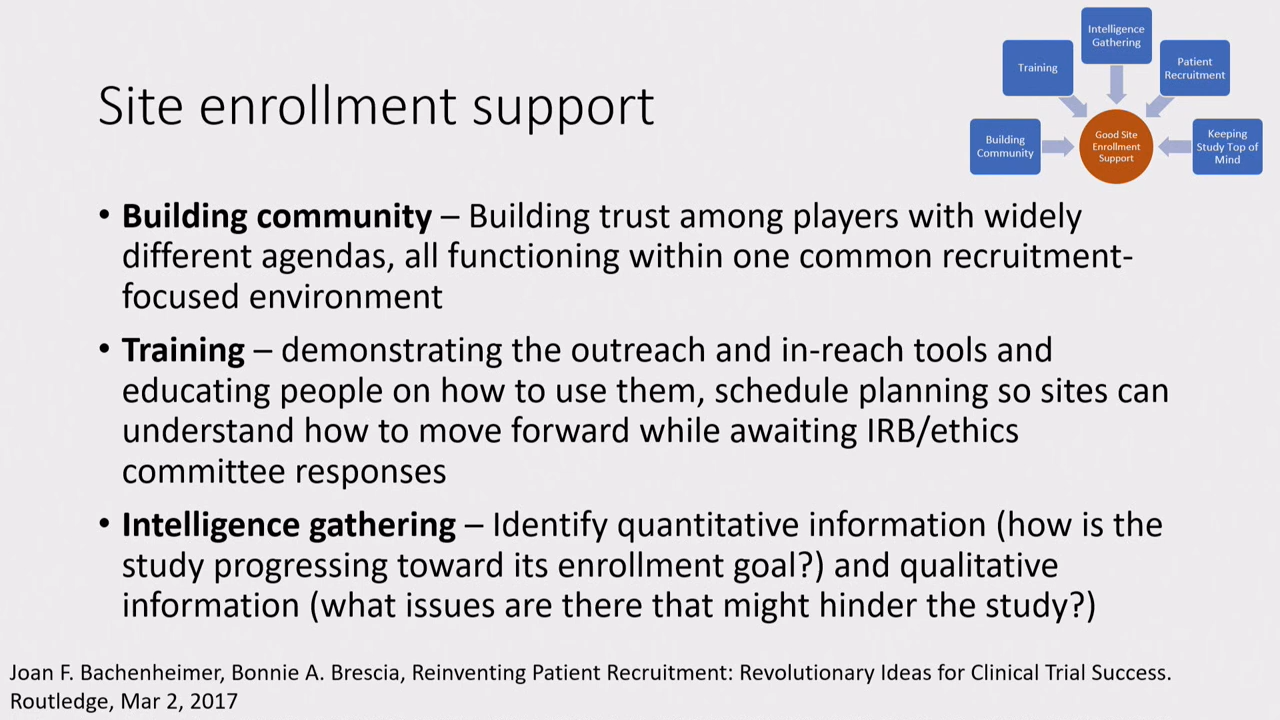 Site enrollment support
Intelligence
Gathering
Training
Patient
Recruitment
Building
Community
Good Site
Enrollment
Support
Keeping
Study Top of
Mind
• Building community – Building trust among players with widely
different agendas, all functioning within one common recruitment-
focused environment
• Training – demonstrating the outreach and in-reach tools and
educating people on how to use them, schedule planning so sites can
understand how to move forward while awaiting IRB/ethics
committee responses
• Intelligence gathering – Identify quantitative information (how is the
study progressing toward its enrollment goal?) and qualitative
information (what issues are there that might hinder the study?)
Joan F. Bachenheimer, Bonnie A. Brescia, Reinventing Patient Recruitment: Revolutionary Ideas for Clinical Trial Success.
Routledge, Mar 2, 2017